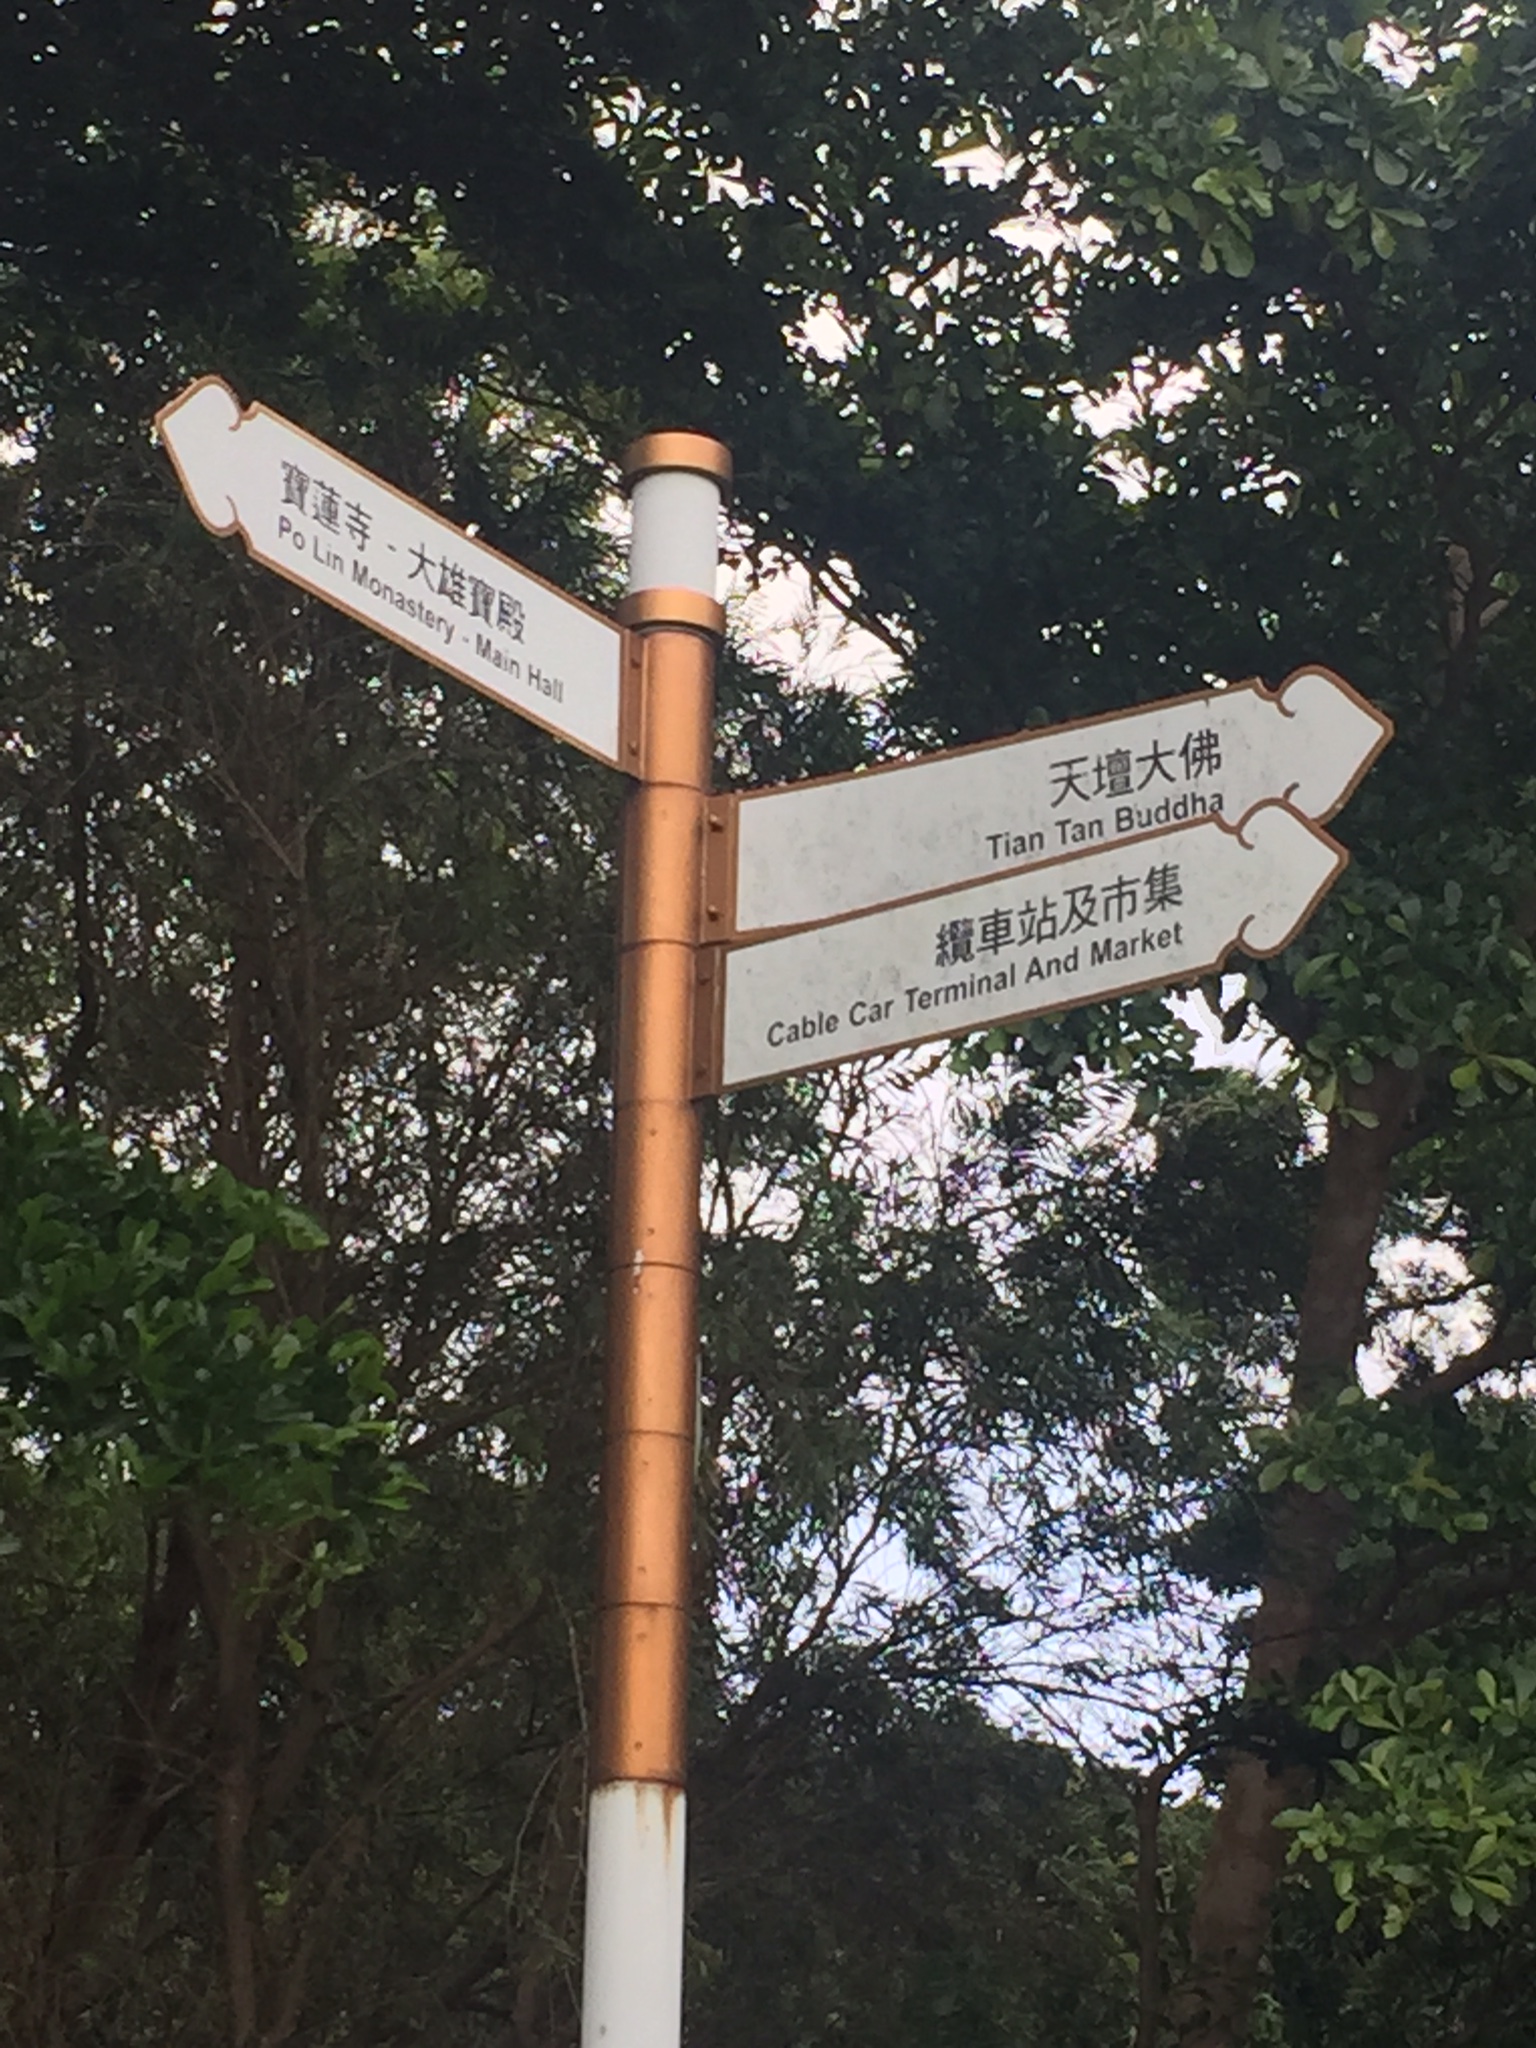 寶蓮寺 - 大雄寶殿
Po Lin Monastery - Main Hall
天壇大佛
Tian Tan Buddha
纜車站及市集
Cable Car Terminal And Market